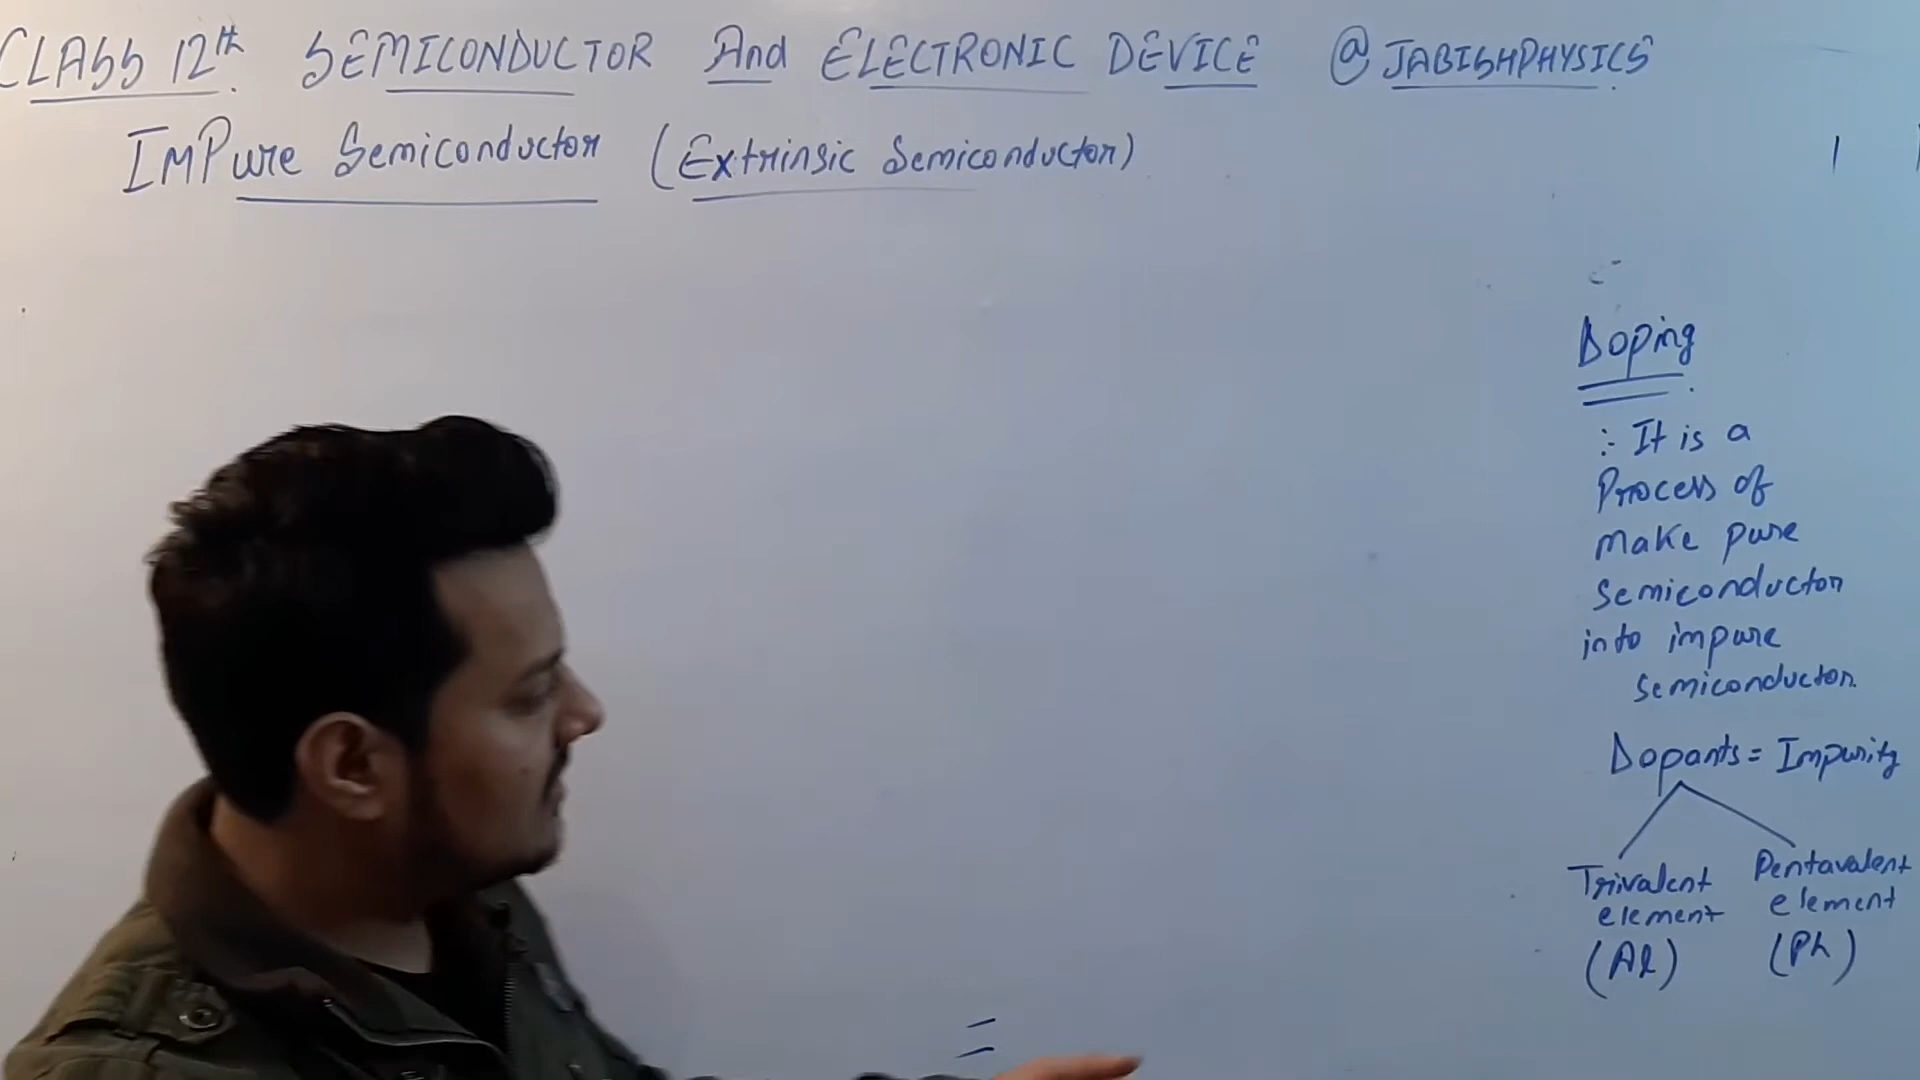 CLASS 12th SEMICONDUCTOR And ELECTRONIC DEVICE @JABISHPHYSICS
ImPure Semiconductor (Extrinsic Semiconductor)
Doping
: It is a
Process of
make pure
semiconductor
into impure
semiconductor.
Dopants = Impurity
Trivalent element (Al)
Pentavalent element (Ph)
=